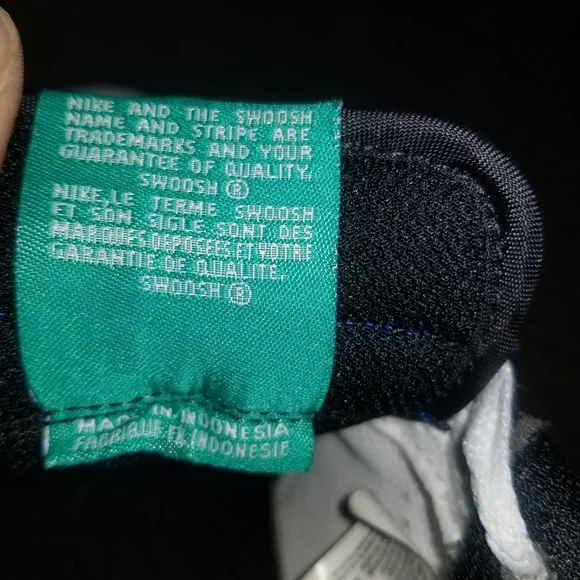 NIKE AND THE SWOOSH
NAME AND STRIPE ARE
TRADEMARKS AND YOUR
GUARANTEE OF QUALITY.
SWOOSH ®
NIKE, LE TERME SWOOSH
ET SON SIGLE SONT DES
MARQUES DEPOSEES ET VOTRE
GARANTIE DE QUALITE.
SWOOSH ®
MADE IN INDONESIA
FABRIQUE EN INDONESIE